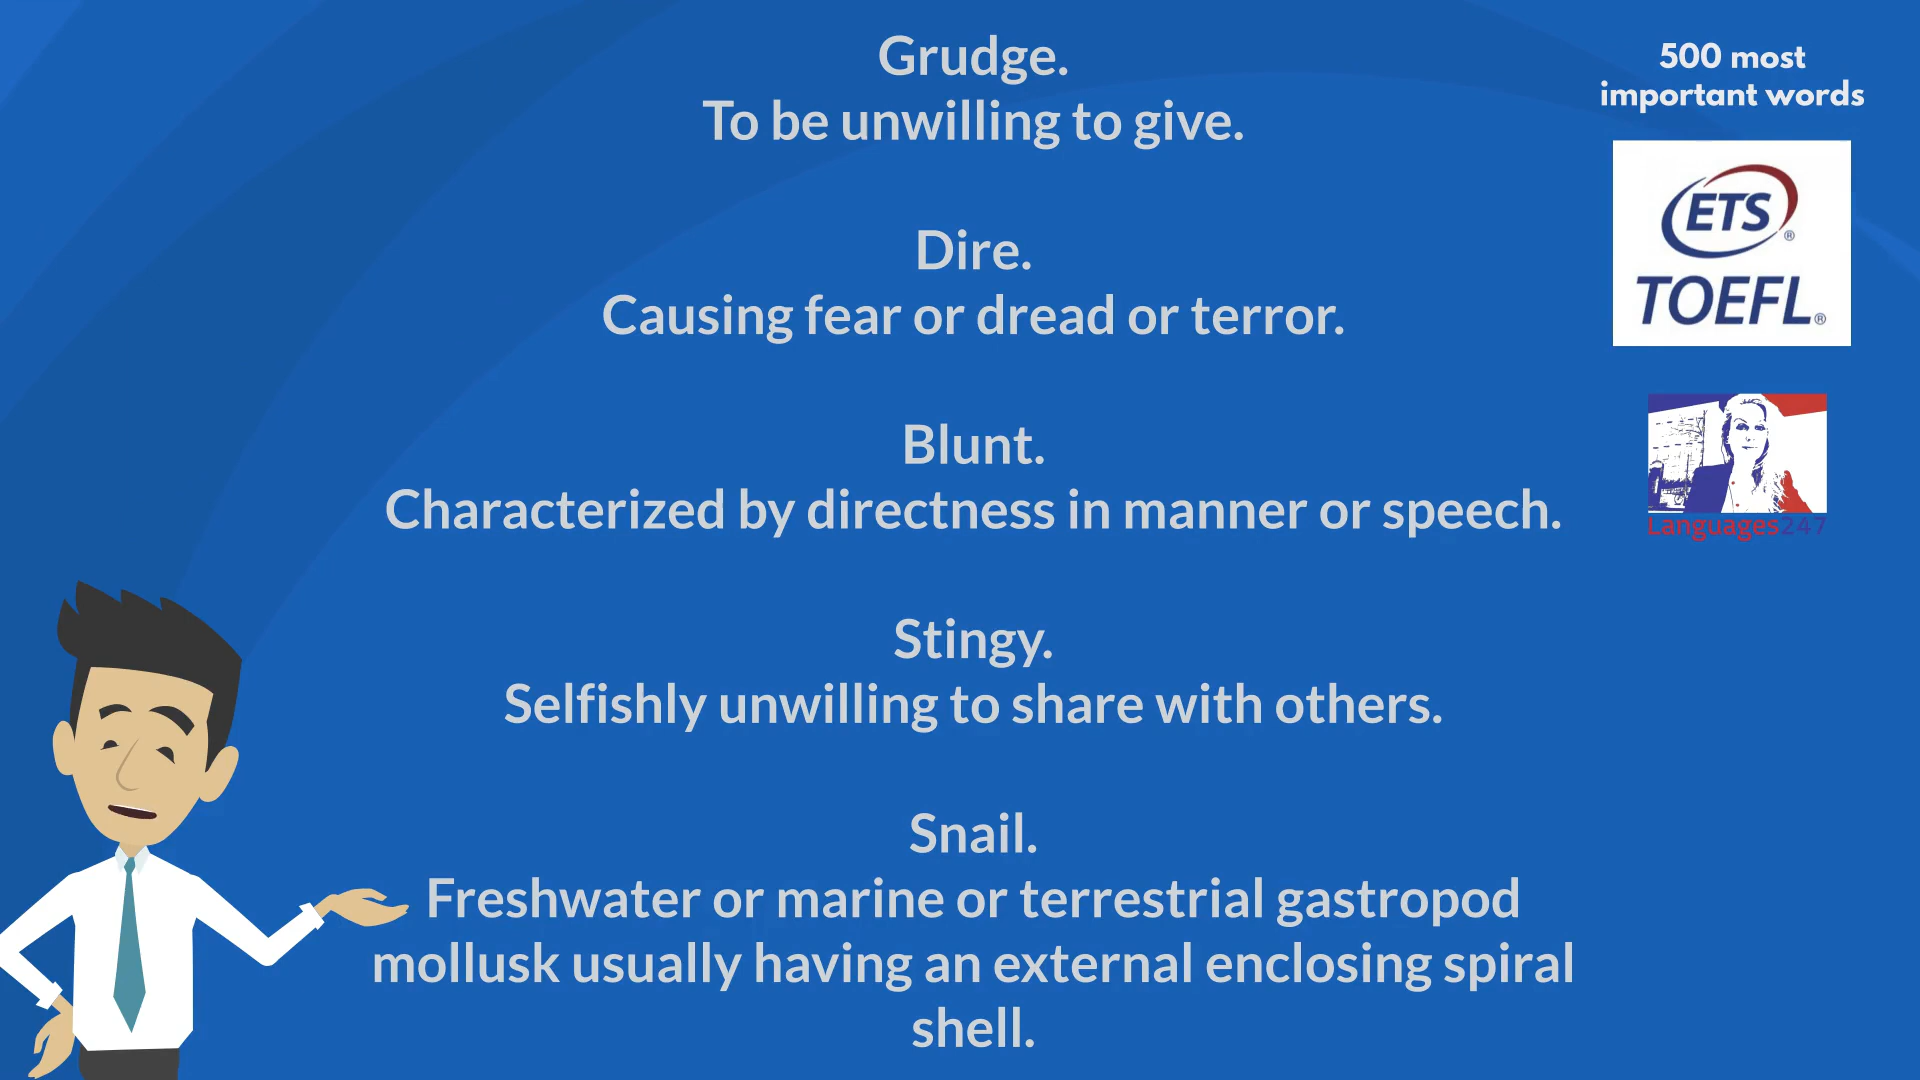 Grudge.
To be unwilling to give.
Dire.
Causing fear or dread or terror.
Blunt.
Characterized by directness in manner or speech.
Stingy.
Selfishly unwilling to share with others.
Snail.
Freshwater or marine or terrestrial gastropod
mollusk usually having an external enclosing spiral
shell.
500 most
important words
ETS®
TOEFL®
Languages247